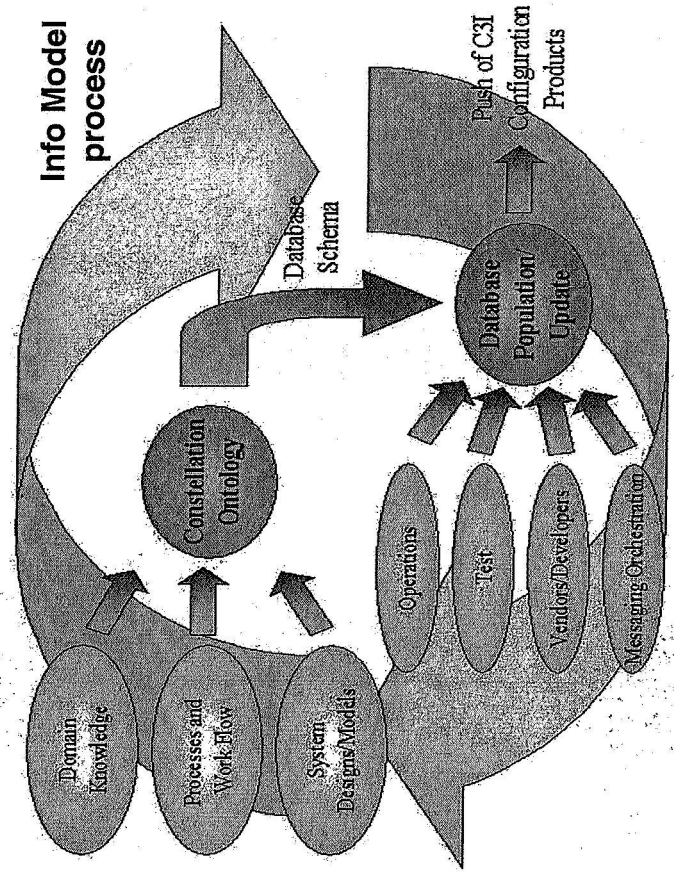 Info Model
process
Domain
Knowledge
Processes and
Work Flow
System
Designs/Models
Constellation
Ontology
Database
Schema
Operations
Test
Vendors/Developers
Messaging Orchestration
Database
Population/
Update
Push of C3I
Configuration
Products